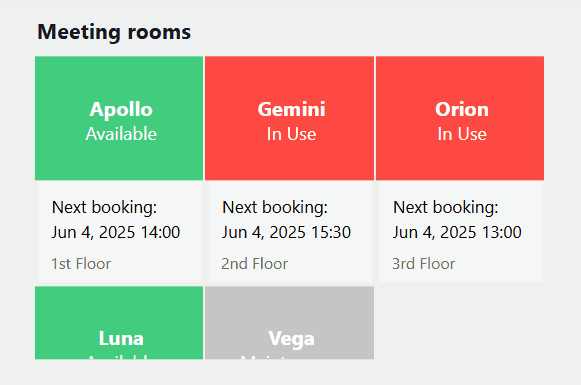 Meeting rooms
Apollo
Available
Gemini
In Use
Orion
In Use
Next booking:
Jun 4, 2025 14:00
1st Floor
Next booking:
Jun 4, 2025 15:30
2nd Floor
Next booking:
Jun 4, 2025 13:00
3rd Floor
Luna
Vega